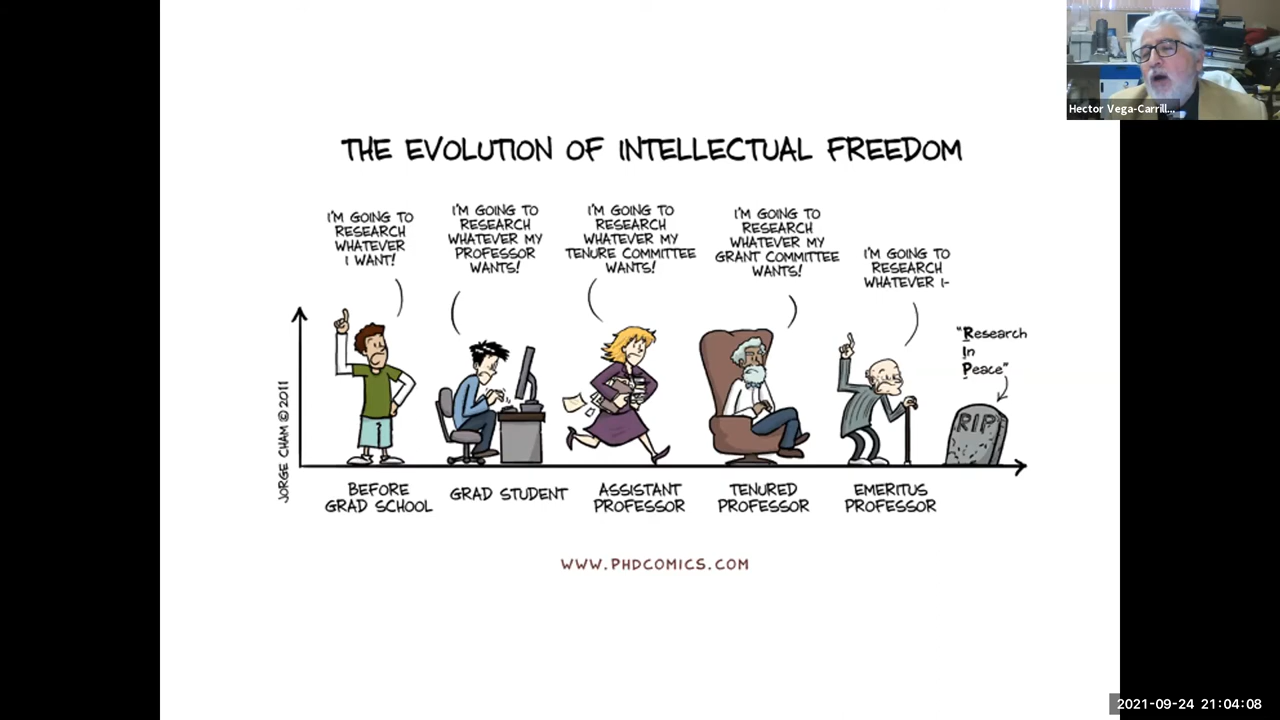 Hector Vega-Carrill...
THE EVOLUTION OF INTELLECTUAL FREEDOM
I'M GOING TO
RESEARCH
WHATEVER
I WANT!
I'M GOING TO
RESEARCH
WHATEVER MY
PROFESSOR
WANTS!
I'M GOING TO
RESEARCH
WHATEVER MY
TENURE COMMITTEE
WANTS!
I'M GOING TO
RESEARCH
WHATEVER MY
GRANT COMMITTEE
WANTS!
I'M GOING TO
RESEARCH
WHATEVER I-
"Research
In
Peace"
RIP
JORGE CHAM © 2011
BEFORE
GRAD SCHOOL
GRAD STUDENT
ASSISTANT
PROFESSOR
TENURED
PROFESSOR
EMERITUS
PROFESSOR
WWW.PHDCOMICS.COM
2021-09-24 21:04:08